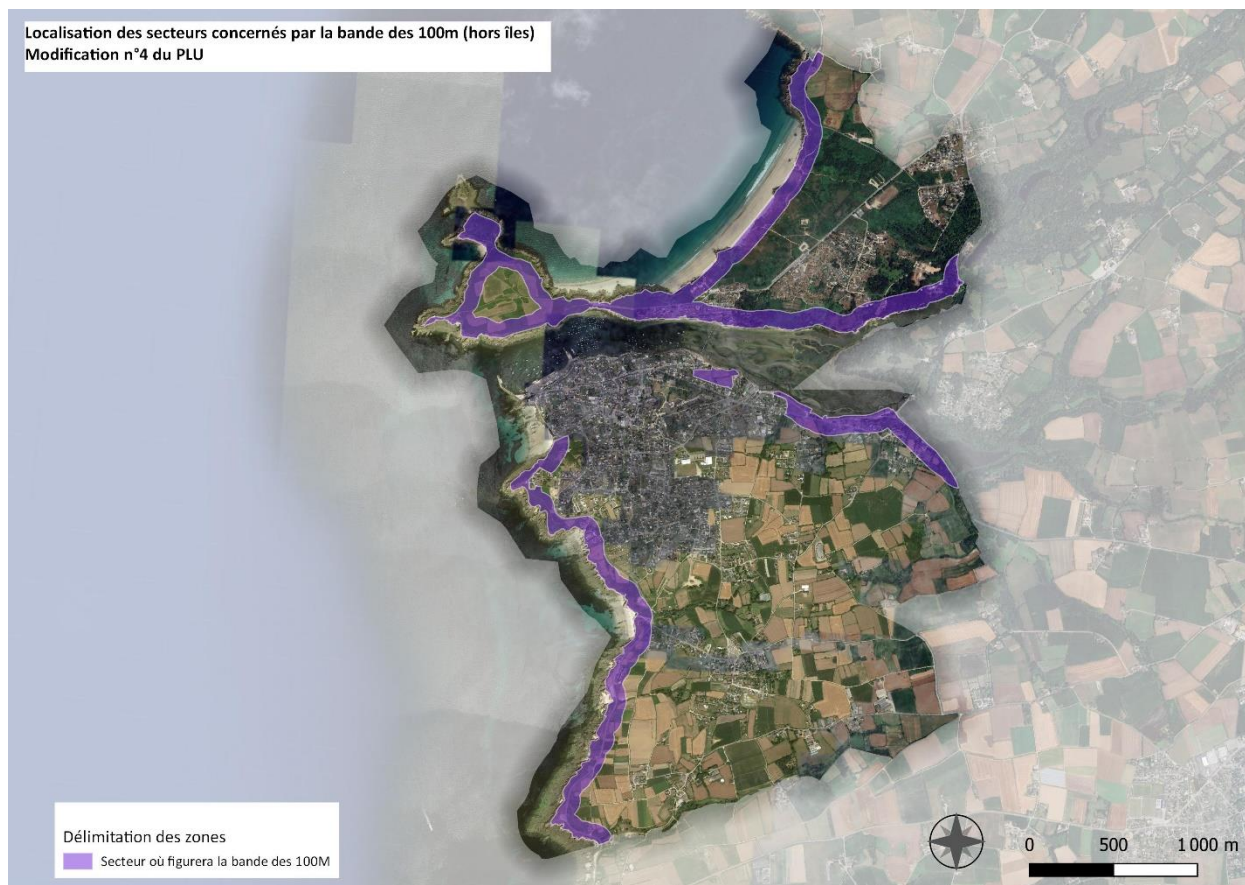 Localisation des secteurs concernés par la bande des 100m (hors îles)
Modification n°4 du PLU
Délimitation des zones
Secteur où figurera la bande des 100M
0 500 1 000 m